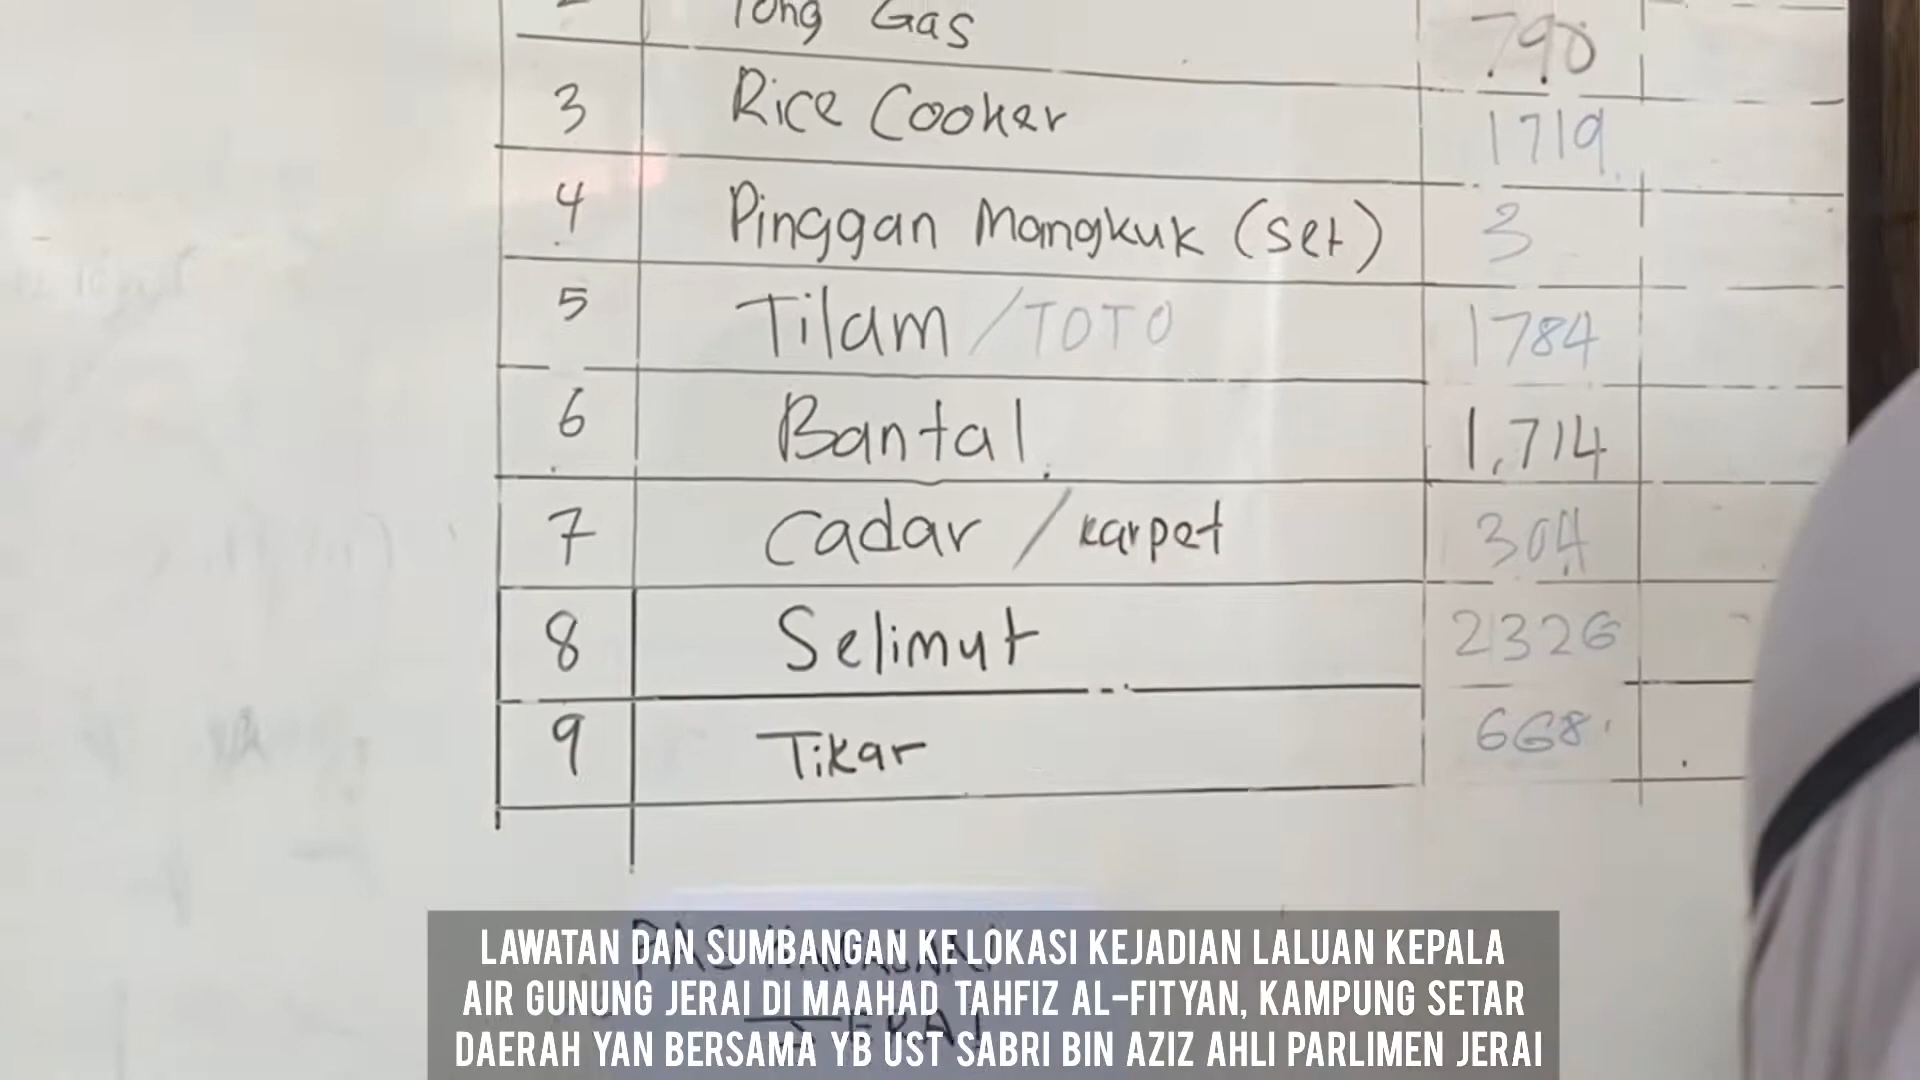 Tong Gas 790
3 Rice Cooker 1719
4 Pinggan Mangkuk (set) 3
5 Tilam / TOTO 1784
6 Bantal 1,714
7 Cadar / karpet 304
8 Selimut 2326
9 Tikar 668
LAWATAN DAN SUMBANGAN KE LOKASI KEJADIAN LALUAN KEPALA
AIR GUNUNG JERAI DI MAAHAD TAHFIZ AL-FITYAN, KAMPUNG SETAR
DAERAH YAN BERSAMA YB UST SABRI BIN AZIZ AHLI PARLIMEN JERAI